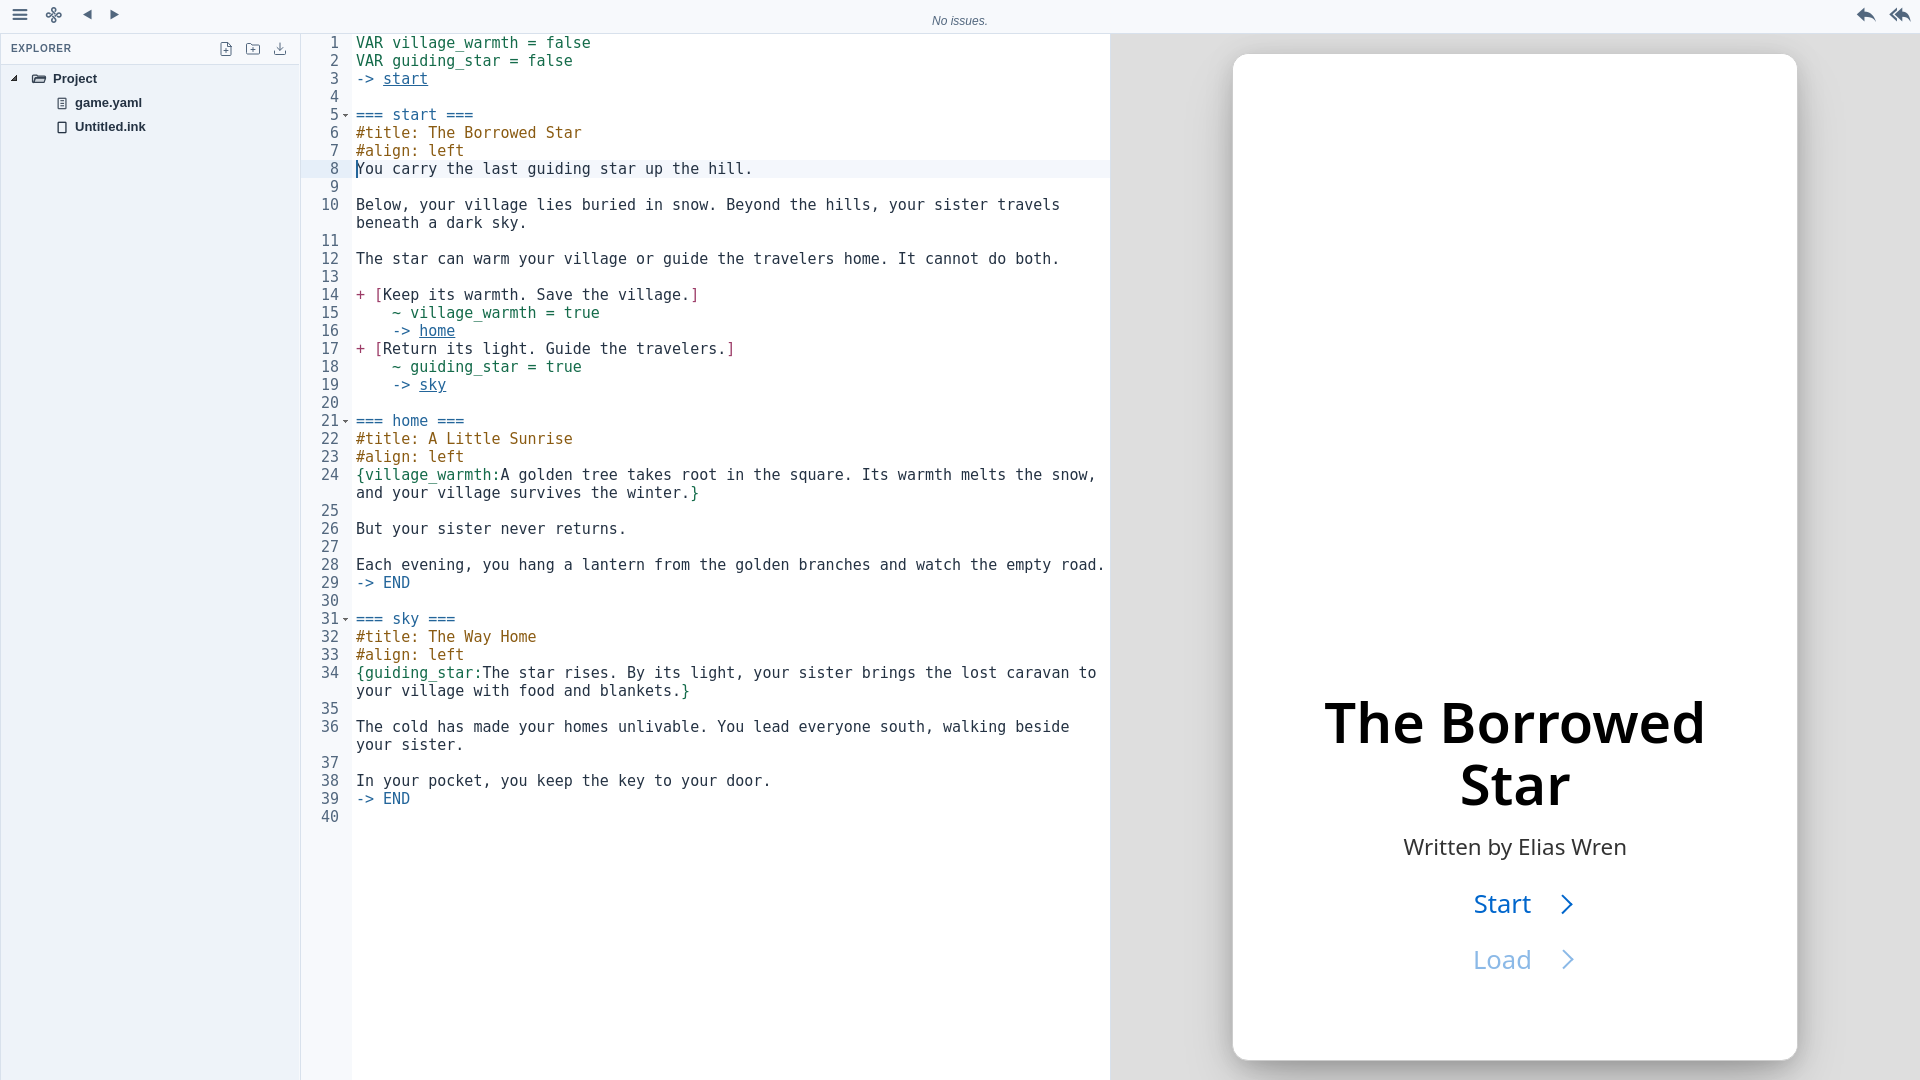 No issues.
EXPLORER
Project
game.yaml
Untitled.ink
1 VAR village_warmth = false
2 VAR guiding_star = false
3 -> start
4
5 === start ===
6 #title: The Borrowed Star
7 #align: left
8 You carry the last guiding star up the hill.
9
10 Below, your village lies buried in snow. Beyond the hills, your sister travels
beneath a dark sky.
11
12 The star can warm your village or guide the travelers home. It cannot do both.
13
14 + [Keep its warmth. Save the village.]
15 ~ village_warmth = true
16 -> home
17 + [Return its light. Guide the travelers.]
18 ~ guiding_star = true
19 -> sky
20
21 === home ===
22 #title: A Little Sunrise
23 #align: left
24 {village_warmth:A golden tree takes root in the square. Its warmth melts the snow,
and your village survives the winter.}
25
26 But your sister never returns.
27
28 Each evening, you hang a lantern from the golden branches and watch the empty road.
29 -> END
30
31 === sky ===
32 #title: The Way Home
33 #align: left
34 {guiding_star:The star rises. By its light, your sister brings the lost caravan to
your village with food and blankets.}
35
36 The cold has made your homes unlivable. You lead everyone south, walking beside
your sister.
37
38 In your pocket, you keep the key to your door.
39 -> END
40
The Borrowed
Star
Written by Elias Wren
Start
Load